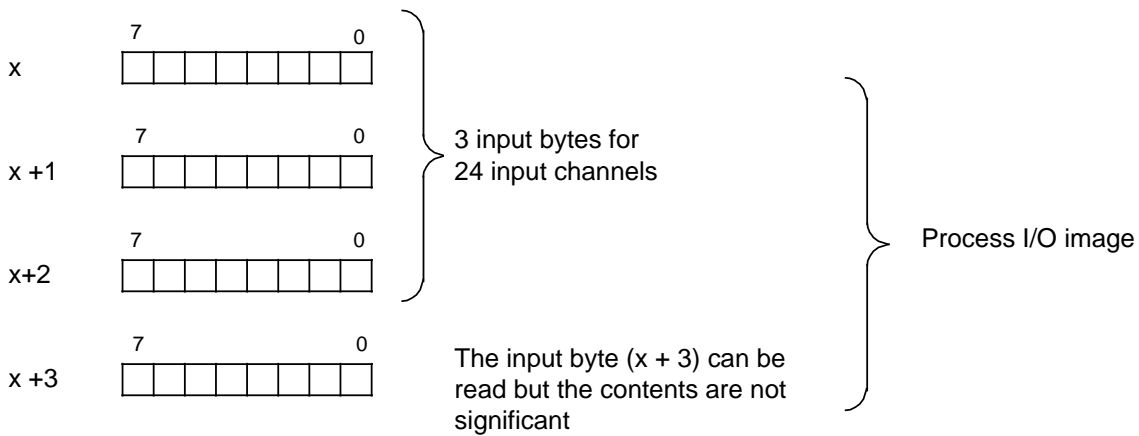 7 0
x
7 0
x +1
3 input bytes for
24 input channels
7 0
x+2
Process I/O image
7 0
x +3
The input byte (x + 3) can be
read but the contents are not
significant